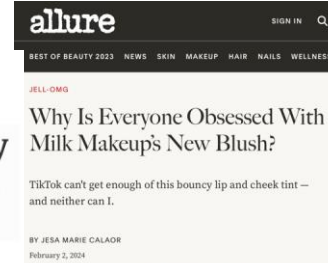 allure
SIGN IN
BEST OF BEAUTY 2023 NEWS SKIN MAKEUP HAIR NAILS WELLNESS
JELL-OMG
Why Is Everyone Obsessed With
Milk Makeup's New Blush?
TikTok can't get enough of this bouncy lip and cheek tint —
and neither can I.
BY JESA MARIE CALAOR
February 2, 2024